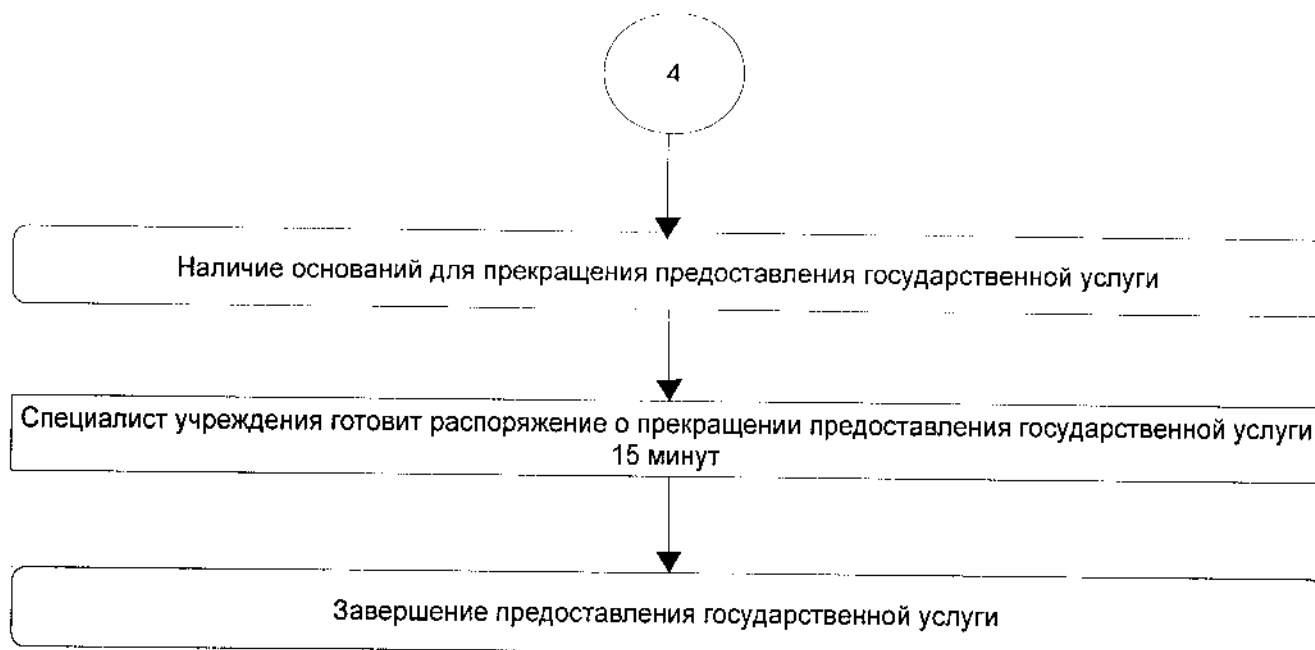 4
Наличие оснований для прекращения предоставления государственной услуги
Специалист учреждения готовит распоряжение о прекращении предоставления государственной услуги
15 минут
Завершение предоставления государственной услуги